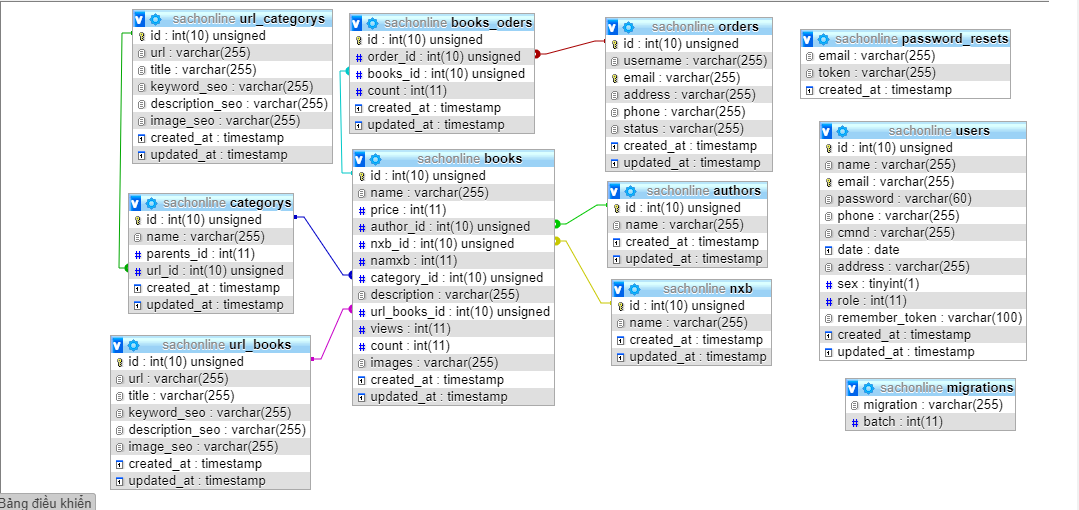 sachonline url_categorys
id : int(10) unsigned
url : varchar(255)
title : varchar(255)
keyword_seo : varchar(255)
description_seo : varchar(255)
image_seo : varchar(255)
created_at : timestamp
updated_at : timestamp
sachonline books_oders
id : int(10) unsigned
order_id : int(10) unsigned
books_id : int(10) unsigned
count : int(11)
created_at : timestamp
updated_at : timestamp
sachonline orders
id : int(10) unsigned
username : varchar(255)
email : varchar(255)
address : varchar(255)
phone : varchar(255)
status : varchar(255)
created_at : timestamp
updated_at : timestamp
sachonline password_resets
email : varchar(255)
token : varchar(255)
created_at : timestamp
sachonline users
id : int(10) unsigned
name : varchar(255)
email : varchar(255)
password : varchar(60)
phone : varchar(255)
cmnd : varchar(255)
date : date
address : varchar(255)
sex : tinyint(1)
role : int(11)
remember_token : varchar(100)
created_at : timestamp
updated_at : timestamp
sachonline books
id : int(10) unsigned
name : varchar(255)
price : int(11)
author_id : int(10) unsigned
nxb_id : int(10) unsigned
namxb : int(11)
category_id : int(10) unsigned
description : varchar(255)
url_books_id : int(10) unsigned
views : int(11)
count : int(11)
images : varchar(255)
created_at : timestamp
updated_at : timestamp
sachonline authors
id : int(10) unsigned
name : varchar(255)
created_at : timestamp
updated_at : timestamp
sachonline categorys
id : int(10) unsigned
name : varchar(255)
parents_id : int(11)
url_id : int(10) unsigned
created_at : timestamp
updated_at : timestamp
sachonline nxb
id : int(10) unsigned
name : varchar(255)
created_at : timestamp
updated_at : timestamp
sachonline url_books
id : int(10) unsigned
url : varchar(255)
title : varchar(255)
keyword_seo : varchar(255)
description_seo : varchar(255)
image_seo : varchar(255)
created_at : timestamp
updated_at : timestamp
sachonline migrations
migration : varchar(255)
batch : int(11)
Bảng điều khiển